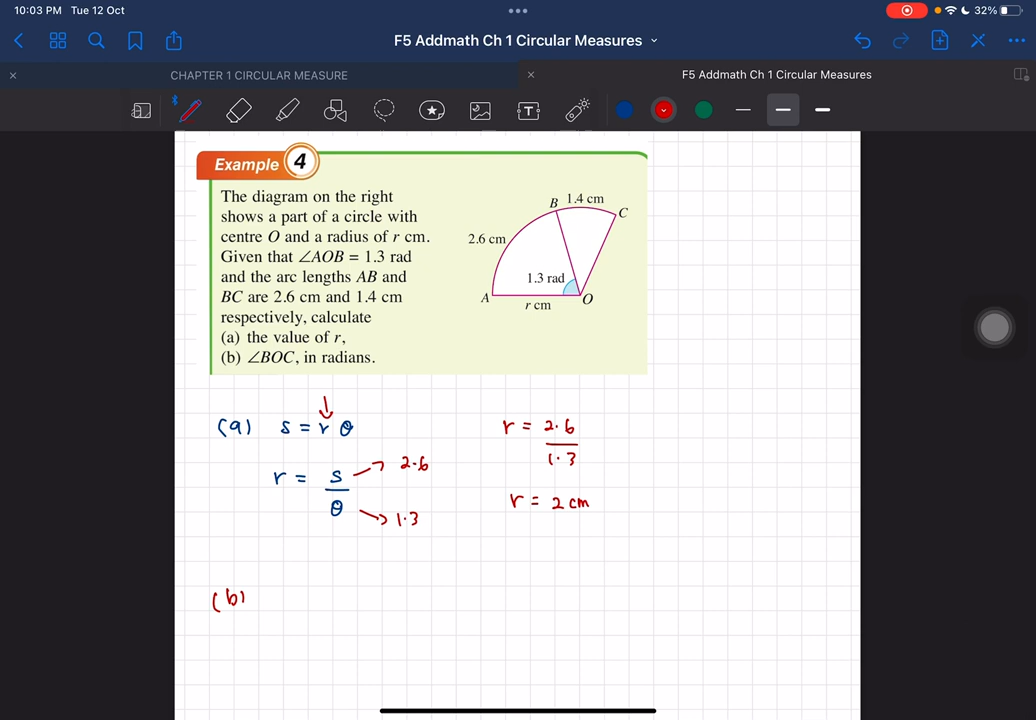 10:03 PM Tue 12 Oct
32%
F5 Addmath Ch 1 Circular Measures
CHAPTER 1 CIRCULAR MEASURE
F5 Addmath Ch 1 Circular Measures
Example 4
The diagram on the right
shows a part of a circle with
centre O and a radius of r cm.
Given that ∠AOB = 1.3 rad
and the arc lengths AB and
BC are 2.6 cm and 1.4 cm
respectively, calculate
(a) the value of r,
(b) ∠BOC, in radians.
B 1.4 cm
C
2.6 cm
1.3 rad
A
O
r cm
(a) s = r θ
r = s/θ
2.6
1.3
r = 2.6/1.3
r = 2 cm
(b)